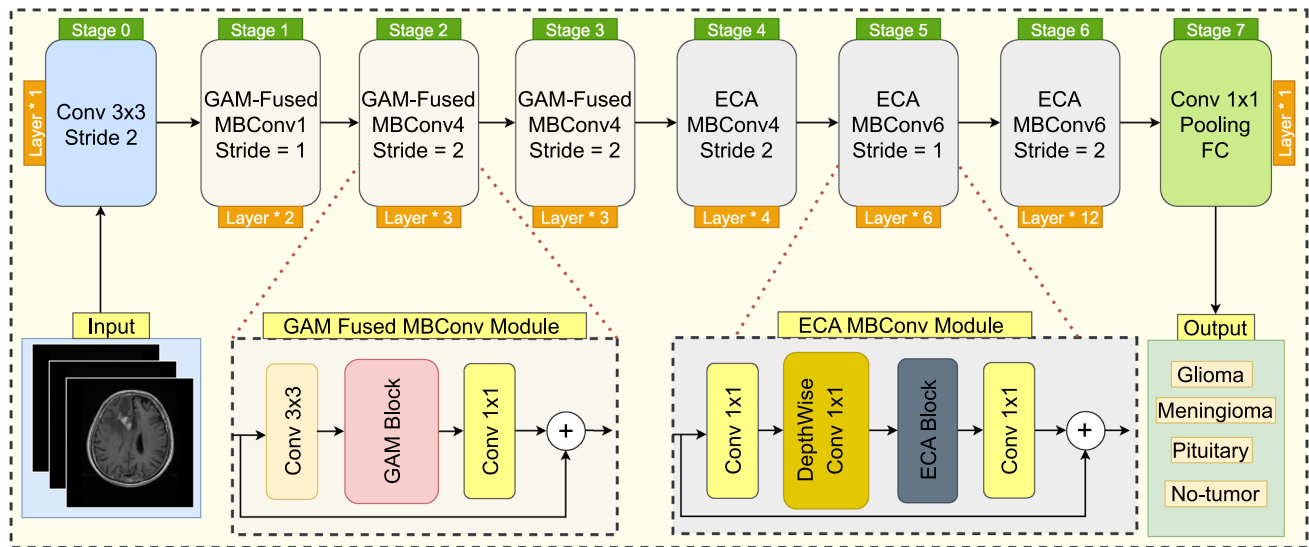 Stage 0
Layer * 1
Conv 3x3
Stride 2
Stage 1
GAM-Fused
MBConv1
Stride = 1
Layer * 2
Stage 2
GAM-Fused
MBConv4
Stride = 2
Layer * 3
Stage 3
GAM-Fused
MBConv4
Stride = 2
Layer * 3
Stage 4
ECA
MBConv4
Stride 2
Layer * 4
Stage 5
ECA
MBConv6
Stride = 1
Layer * 6
Stage 6
ECA
MBConv6
Stride = 2
Layer * 12
Stage 7
Conv 1x1
Pooling
FC
Layer * 1
Input
GAM Fused MBConv Module
Conv 3x3
GAM Block
Conv 1x1
+
ECA MBConv Module
Conv 1x1
DepthWise
Conv 1x1
ECA Block
Conv 1x1
+
Output
Glioma
Meningioma
Pituitary
No-tumor